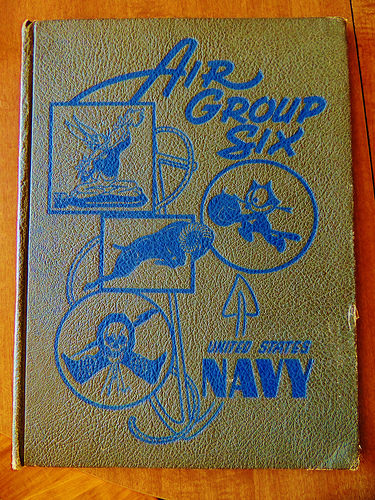 AIR
GROUP
SIX
UNITED STATES
NAVY